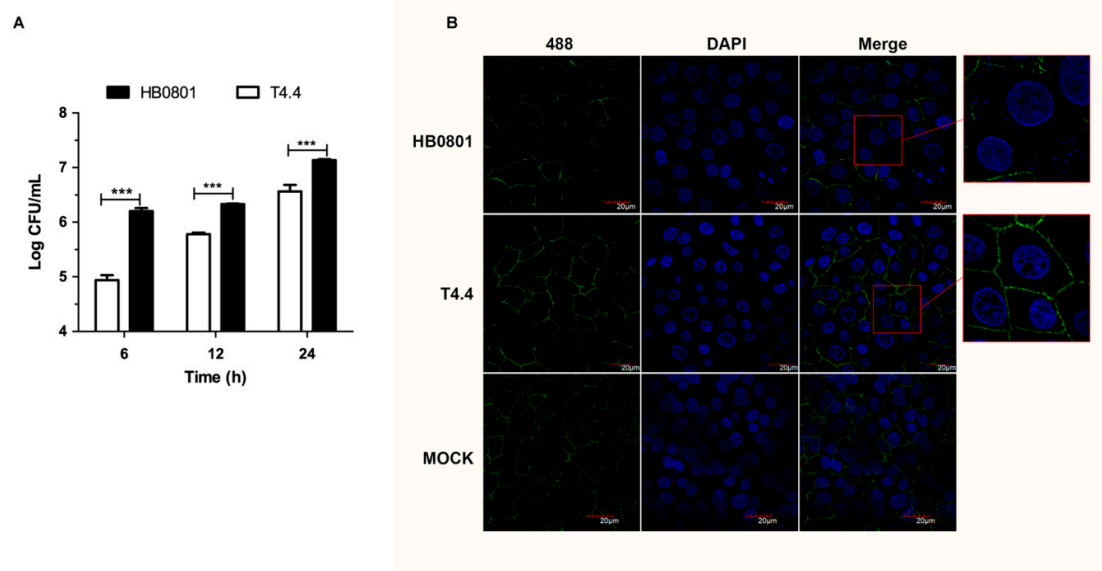 A
HB0801 T4.4
8
7
6
5
4
Log CFU/mL
***
***
***
6 12 24
Time (h)
B
488 DAPI Merge
HB0801
20μm 20μm 20μm
T4.4
20μm 20μm 20μm
MOCK
20μm 20μm 20μm